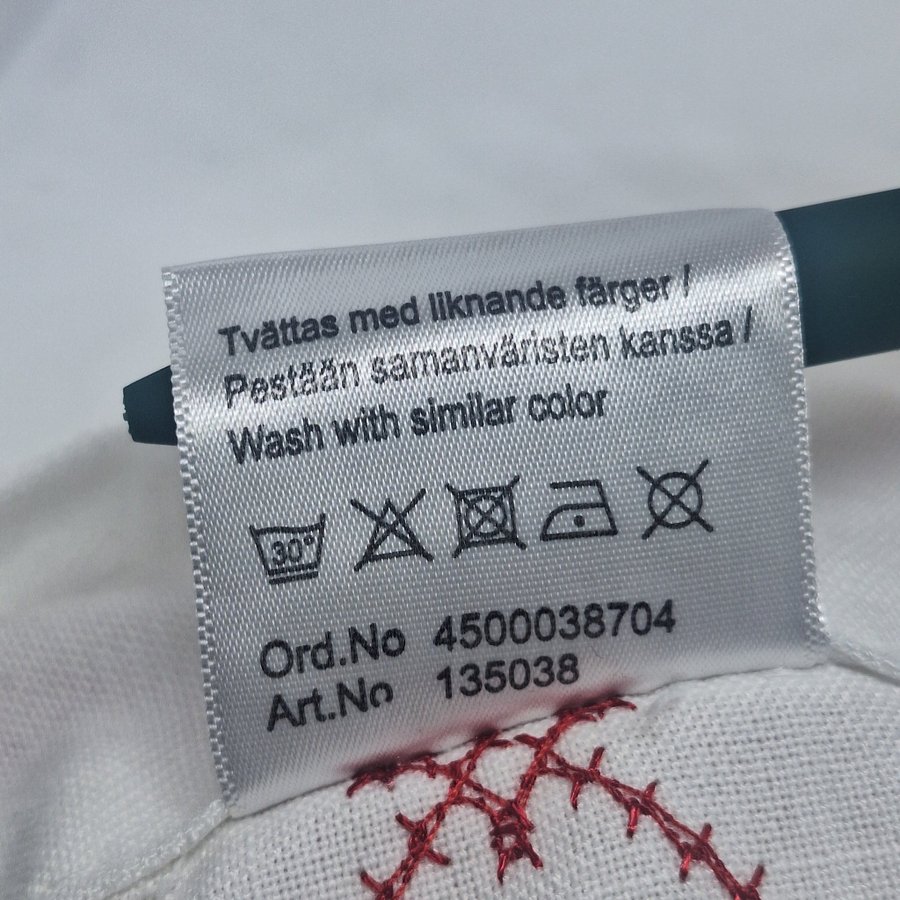 Tvättas med liknande färger /
Pestään samanväristen kanssa /
Wash with similar color
30°
Ord.No 4500038704
Art.No 135038